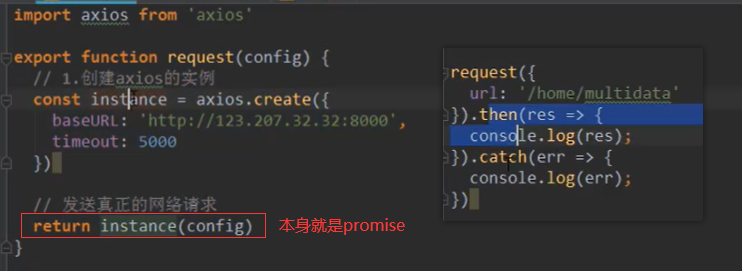 import axios from 'axios'
export function request(config) {
// 1.创建axios的实例
const instance = axios.create({
baseURL: 'http://123.207.32.32:8000',
timeout: 5000
})
// 发送真正的网络请求
return instance(config)
}
本身就是promise
request({
url: '/home/multidata'
}).then(res => {
console.log(res);
}).catch(err => {
console.log(err);
})